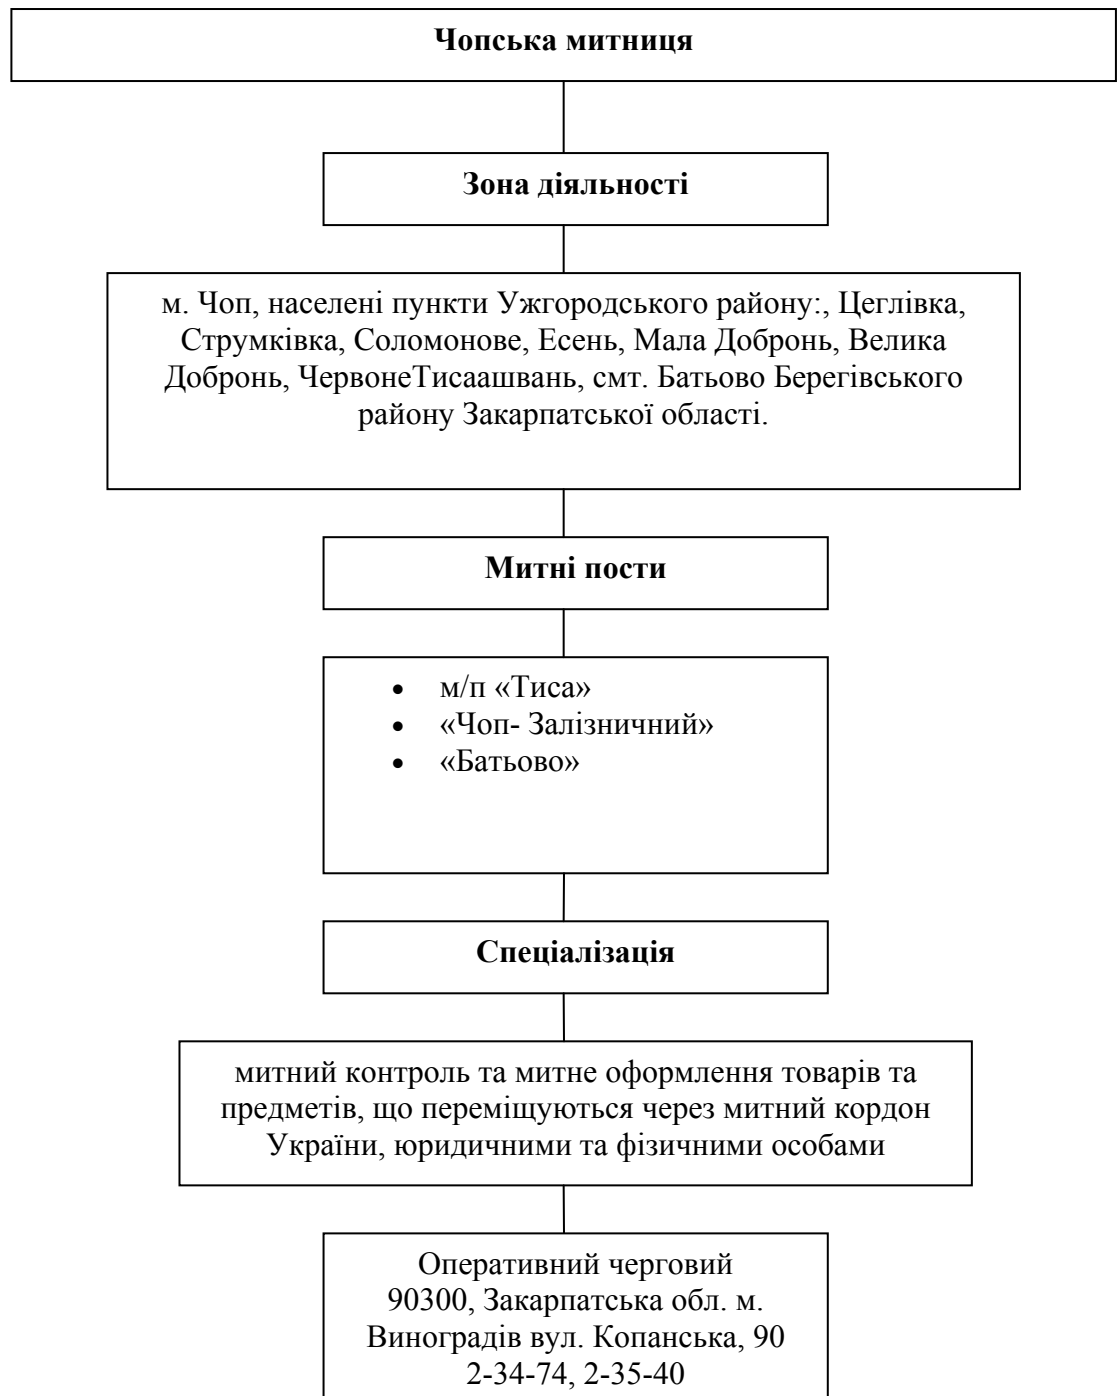 Чопська митниця
Зона діяльності
м. Чоп, населені пункти Ужгородського району:, Цеглівка,
Струмківка, Соломонове, Есень, Мала Добронь, Велика
Добронь, ЧервонеТисаашвань, смт. Батьово Берегівського
району Закарпатської області.
Митні пости
• м/п «Тиса»
• «Чоп- Залізничний»
• «Батьово»
Спеціалізація
митний контроль та митне оформлення товарів та
предметів, що переміщуються через митний кордон
України, юридичними та фізичними особами
Оперативний черговий
90300, Закарпатська обл. м.
Виноградів вул. Копанська, 90
2-34-74, 2-35-40